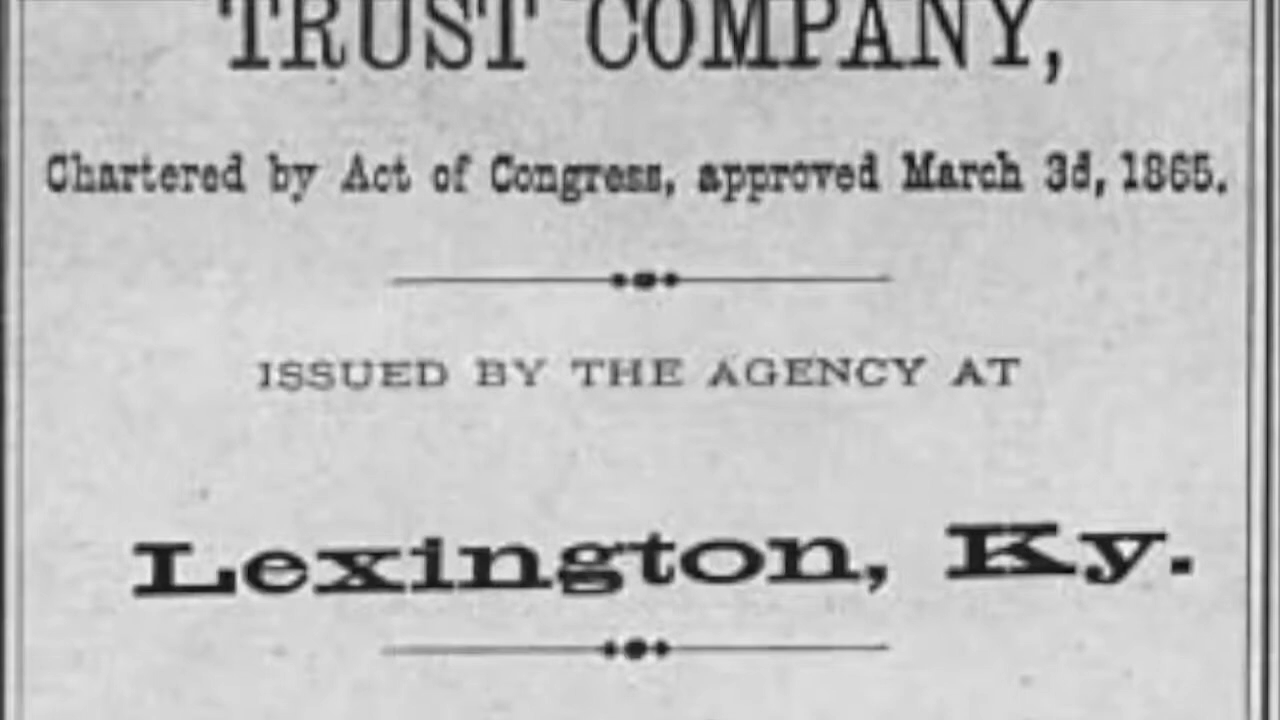 TRUST COMPANY,
Chartered by Act of Congress, approved March 3d, 1865.
ISSUED BY THE AGENCY AT
Lexington, Ky.